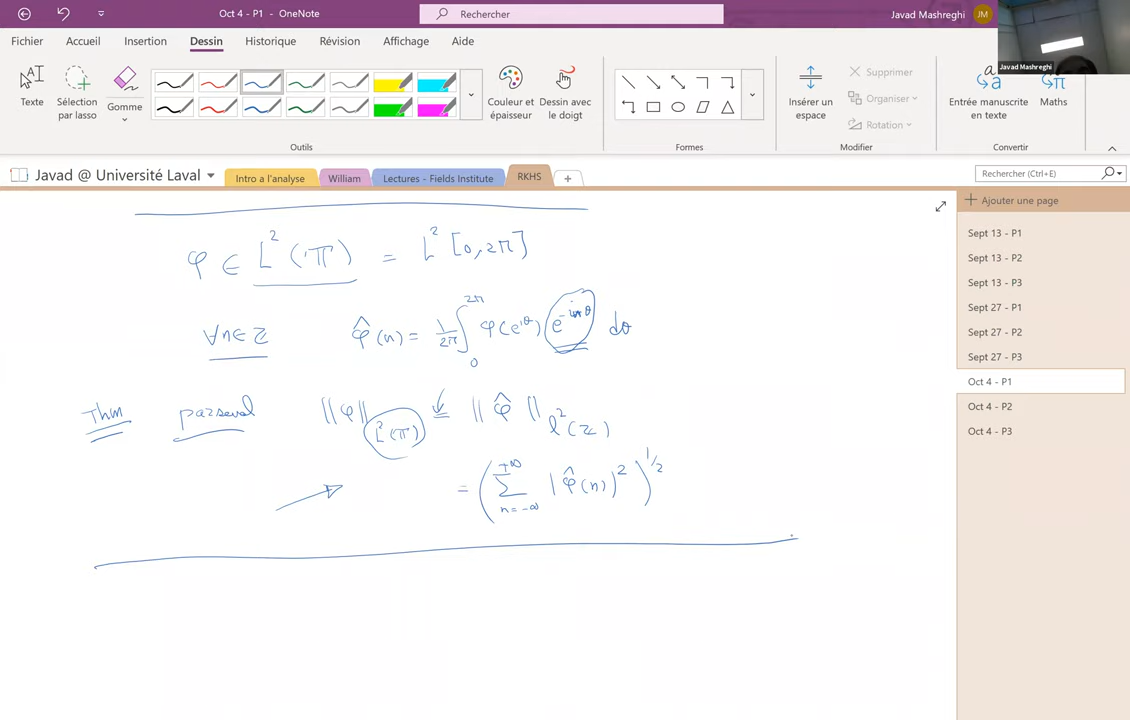 Oct 4 - P1 - OneNote
Rechercher
Javad Mashreghi JM
Javad Mashreghi
Fichier Accueil Insertion Dessin Historique Révision Affichage Aide
Texte
Sélection par lasso
Gomme
Couleur et épaisseur
Dessin avec le doigt
Insérer un espace
Supprimer
Organiser
Rotation
Entrée manuscrite en texte
Maths
Outils Formes Modifier Convertir
Javad @ Université Laval
Intro a l'analyse William Lectures - Fields Institute RKHS
Rechercher (Ctrl+E)
Ajouter une page
Sept 13 - P1
Sept 13 - P2
Sept 13 - P3
Sept 27 - P1
Sept 27 - P2
Sept 27 - P3
Oct 4 - P1
Oct 4 - P2
Oct 4 - P3
φ ∈ L² (𝕋) = L² [0, 2π]
∀n∈ℤ φ̂(n) = 1/2π ∫₀^2π φ(e^iθ) e^-inθ dθ
Thm Parseval ||φ||_L²(𝕋) = ||φ̂||_ℓ²(ℤ)
= (Σ_n=-∞^+∞ |φ̂(n)|²)^1/2